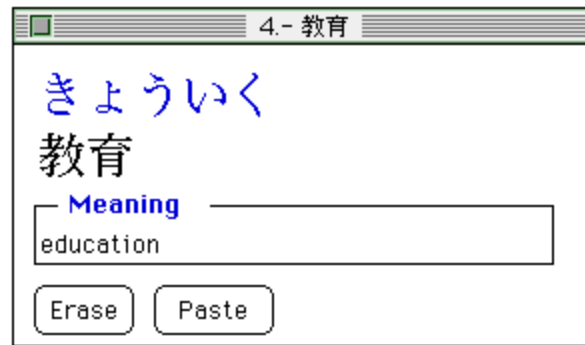 4.- 教育
きょういく
教育
Meaning
education
Erase Paste